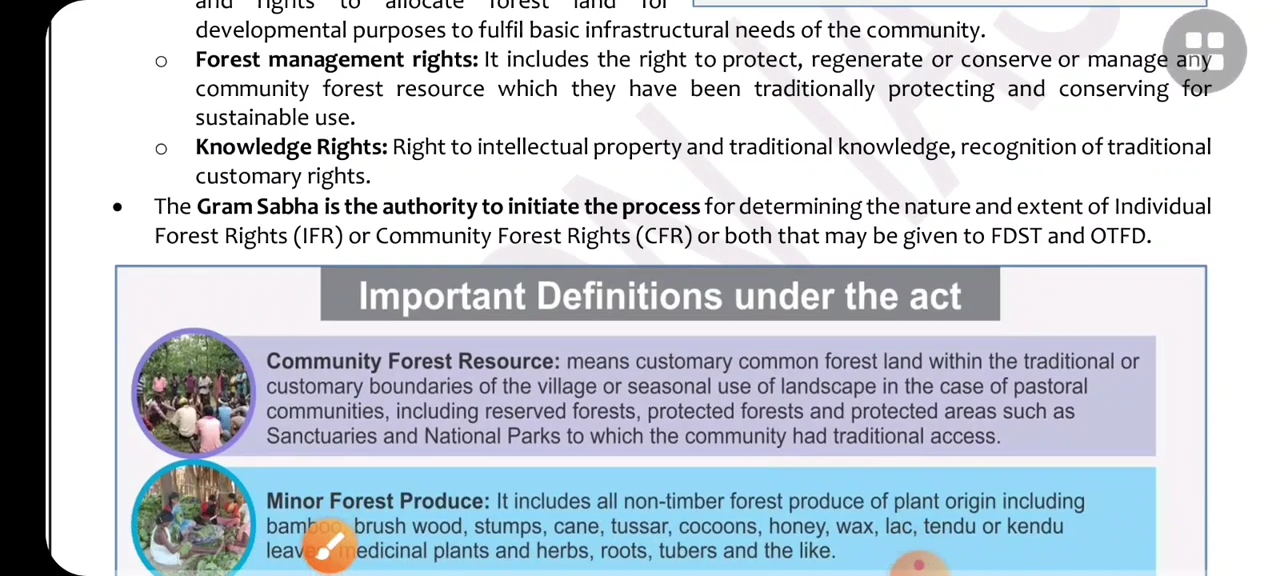 and rights to allocate forest land for
developmental purposes to fulfil basic infrastructural needs of the community.
o Forest management rights: It includes the right to protect, regenerate or conserve or manage any
community forest resource which they have been traditionally protecting and conserving for
sustainable use.
o Knowledge Rights: Right to intellectual property and traditional knowledge, recognition of traditional
customary rights.
• The Gram Sabha is the authority to initiate the process for determining the nature and extent of Individual
Forest Rights (IFR) or Community Forest Rights (CFR) or both that may be given to FDST and OTFD.
Important Definitions under the act
Community Forest Resource: means customary common forest land within the traditional or
customary boundaries of the village or seasonal use of landscape in the case of pastoral
communities, including reserved forests, protected forests and protected areas such as
Sanctuaries and National Parks to which the community had traditional access.
Minor Forest Produce: It includes all non-timber forest produce of plant origin including
bamboo, brush wood, stumps, cane, tussar, cocoons, honey, wax, lac, tendu or kendu
leaves, medicinal plants and herbs, roots, tubers and the like.